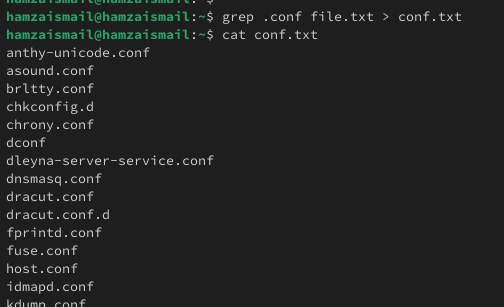 hamzaismail@hamzaismail:~$
hamzaismail@hamzaismail:~$ grep .conf file.txt > conf.txt
hamzaismail@hamzaismail:~$ cat conf.txt
anthy-unicode.conf
asound.conf
brltty.conf
chkconfig.d
chrony.conf
dconf
dleyna-server-service.conf
dnsmasq.conf
dracut.conf
dracut.conf.d
fprintd.conf
fuse.conf
host.conf
idmapd.conf
kdump.conf